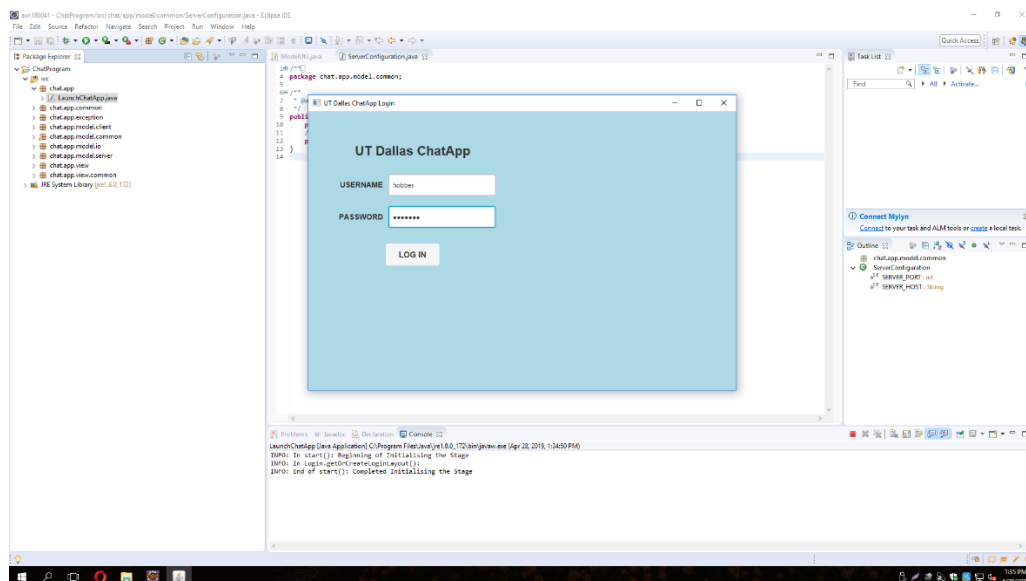 axn180041 - ChatProgram/src/chat/app/model/common/ServerConfiguration.java - Eclipse IDE
File Edit Source Refactor Navigate Search Project Run Window Help
Quick Access
Package Explorer
ModelUtil.java
ServerConfiguration.java
Task List
ChatProgram
src
chat.app
LaunchChatApp.java
chat.app.common
chat.app.exception
chat.app.model.client
chat.app.model.common
chat.app.model.io
chat.app.model.server
chat.app.view
chat.app.view.common
JRE System Library [jre1.8.0_172]
package chat.app.model.common;
Find All Activate...
UT Dallas ChatApp Login
UT Dallas ChatApp
USERNAME hobbes
PASSWORD •••••••
LOG IN
Connect Mylyn
Connect to your task and ALM tools or create a local task.
Outline
chat.app.model.common
ServerConfiguration
SERVER_PORT : int
SERVER_HOST : String
Problems Javadoc Declaration Console
LaunchChatApp [Java Application] C:\Program Files\Java\jre1.8.0_172\bin\javaw.exe (Apr 28, 2019, 1:34:50 PM)
INFO: In start(): Beginning of Initialising the Stage
INFO: In Login.getOrCreateLoginLayout():
INFO: End of start(): Completed Initialising the Stage
1:35 PM